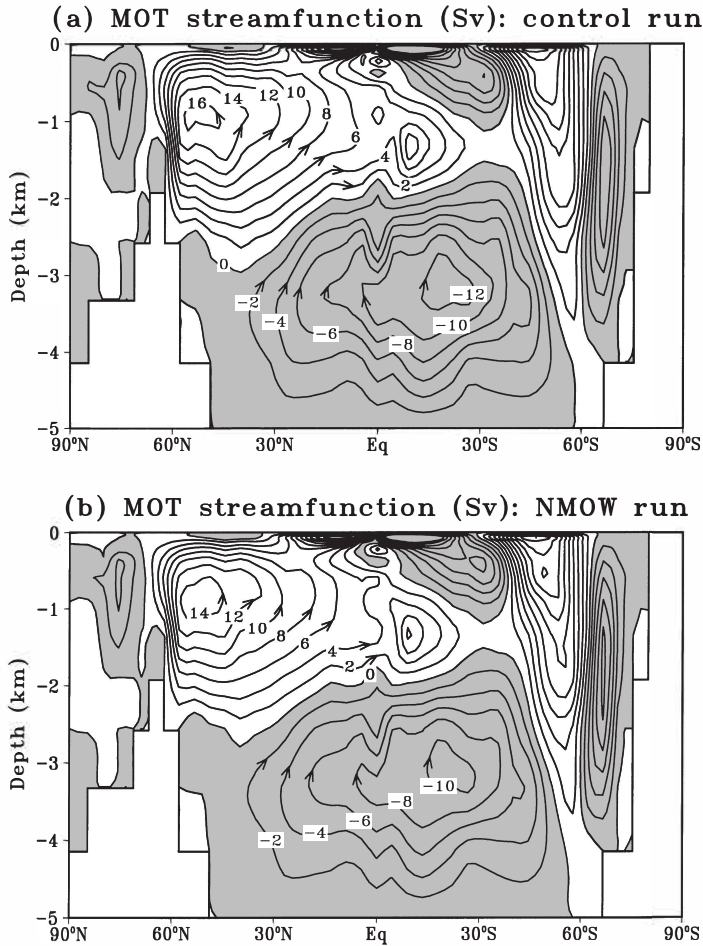 (a) MOT streamfunction (Sv): control run
0
-1
-2
-3
-4
-5
Depth (km)
16
14
12
10
8
6
4
2
0
-2
-4
-6
-8
-10
-12
90°N
60°N
30°N
Eq
30°S
60°S
90°S
(b) MOT streamfunction (Sv): NMOW run
0
-1
-2
-3
-4
-5
Depth (km)
14
12
10
8
6
4
2
0
-2
-4
-6
-8
-10
90°N
60°N
30°N
Eq
30°S
60°S
90°S